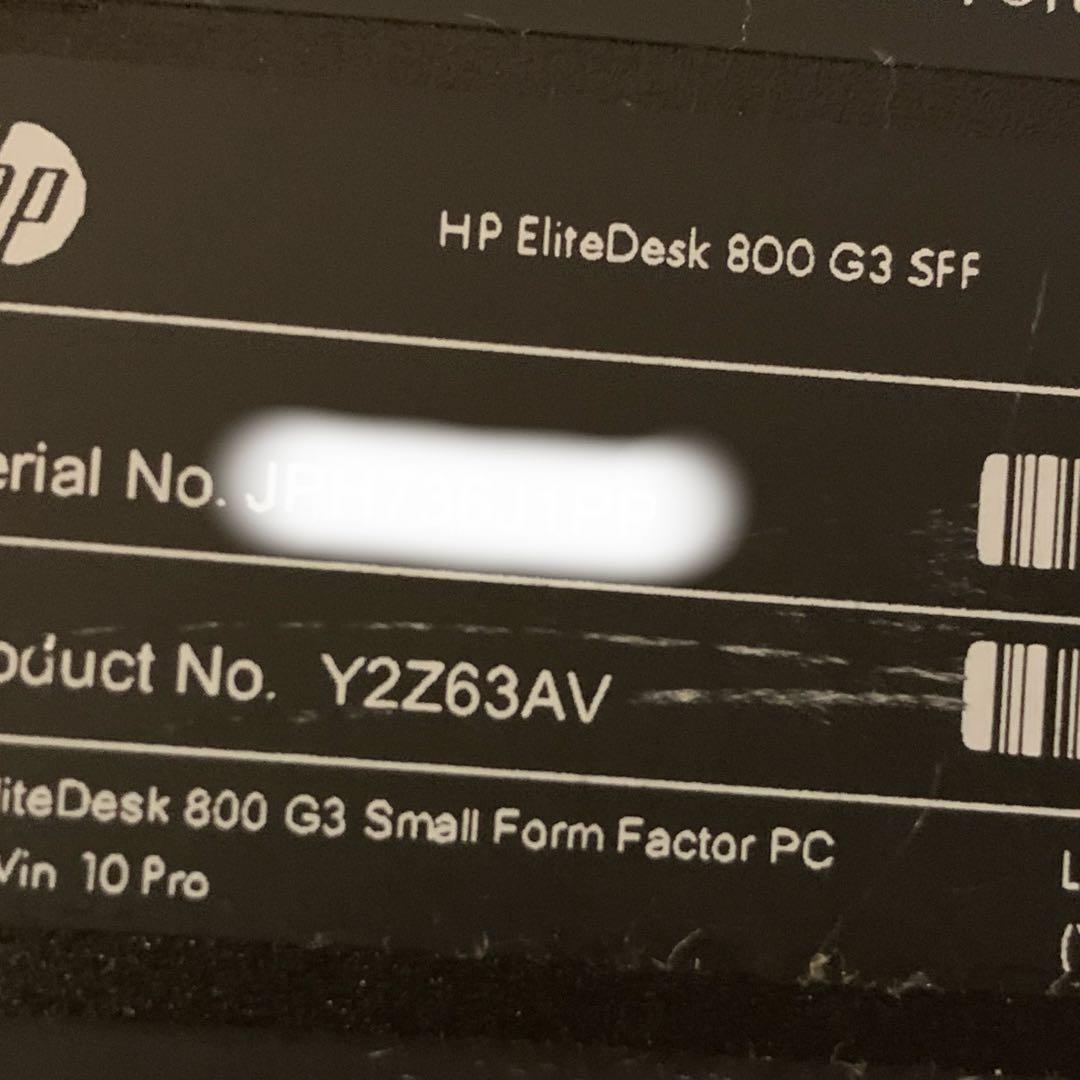 hp
HP EliteDesk 800 G3 SFF
erial No.
oduct No. Y2Z63AV
liteDesk 800 G3 Small Form Factor PC
Win 10 Pro
L